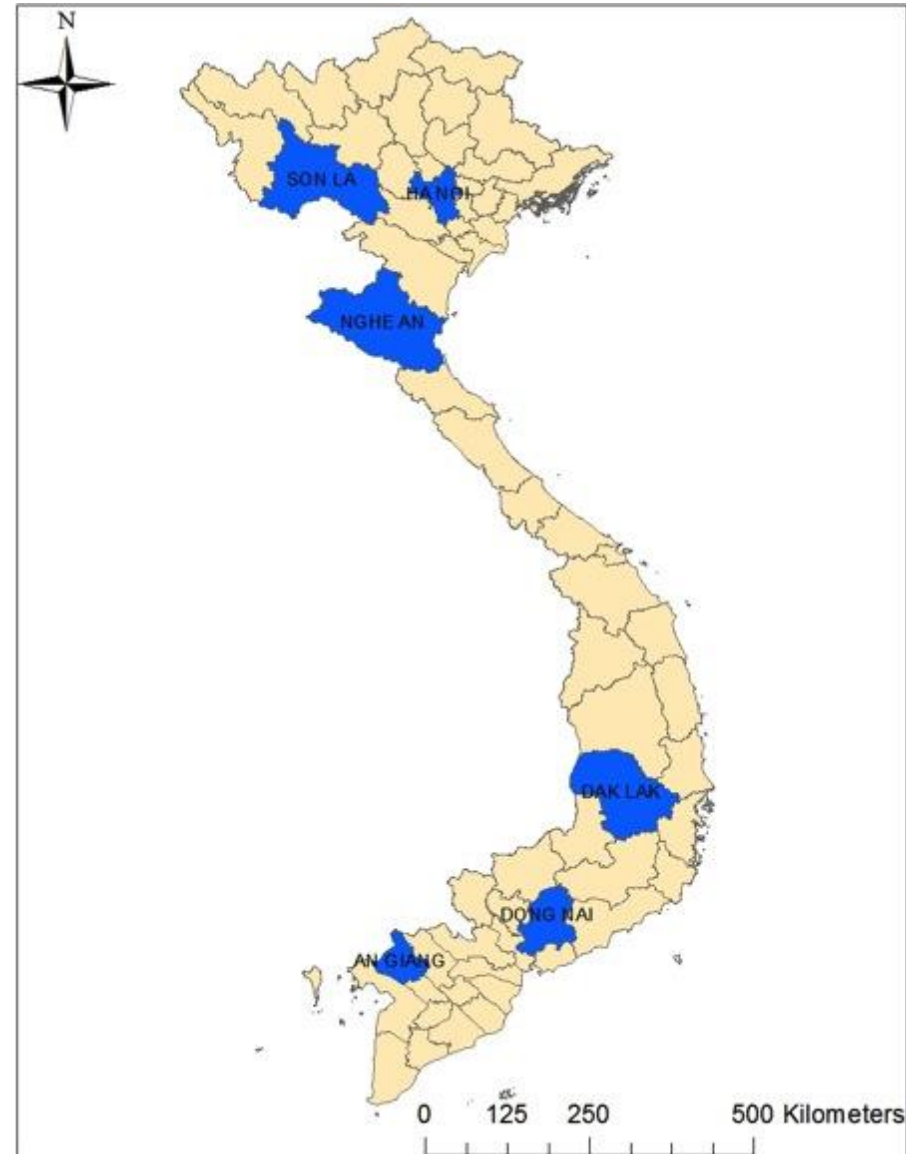 N
SON LA
HA NOI
NGHE AN
DAK LAK
DONG NAI
AN GIANG
0 125 250 500 Kilometers